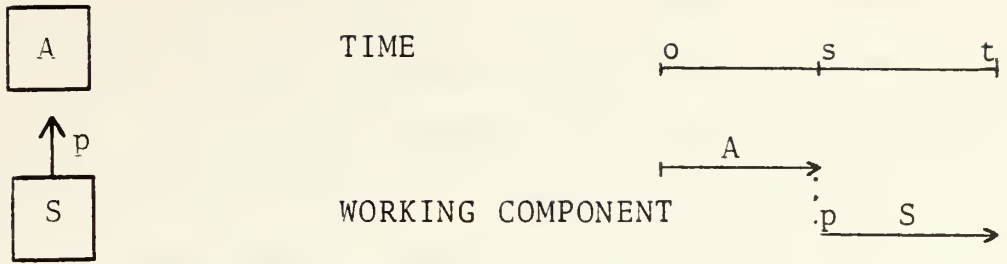 A
TIME
o s t
p
A
S
WORKING COMPONENT
p S